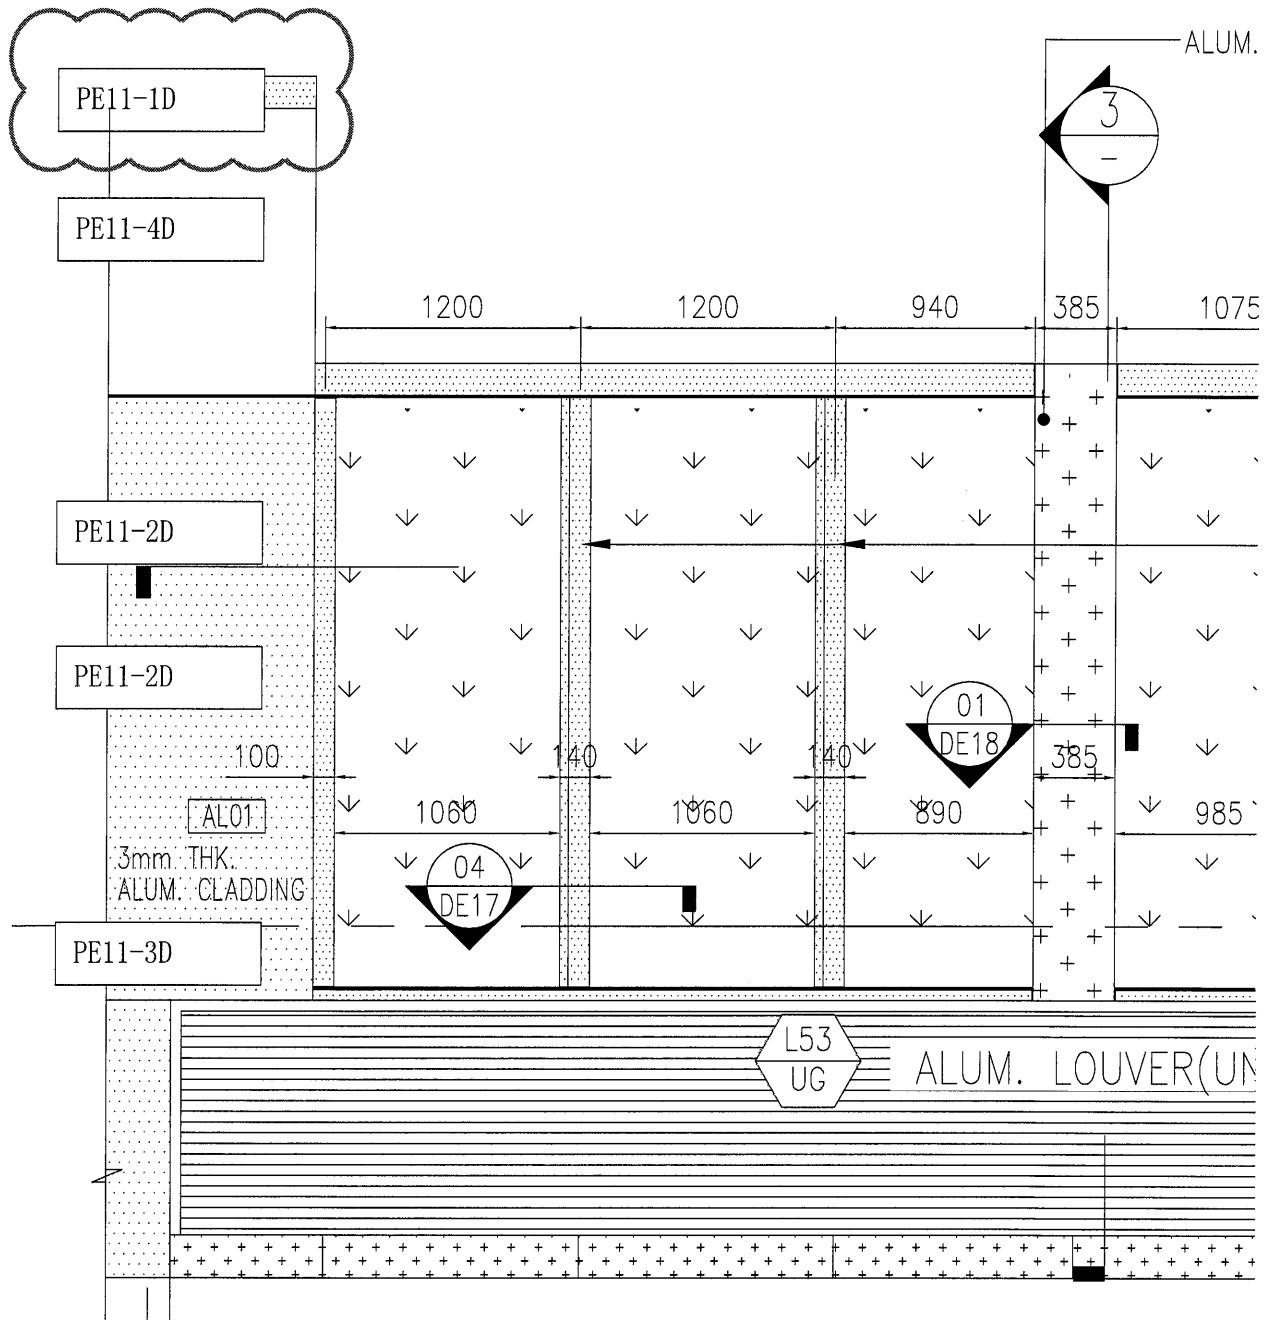 ALUM.
PE11-1D
3
-
PE11-4D
1200
1200
940
385
1075
PE11-2D
PE11-2D
01
DE18
100
140
140
385
AL01
1060
1060
890
985
3mm THK.
ALUM. CLADDING
04
DE17
PE11-3D
L53
UG
ALUM. LOUVER(UN